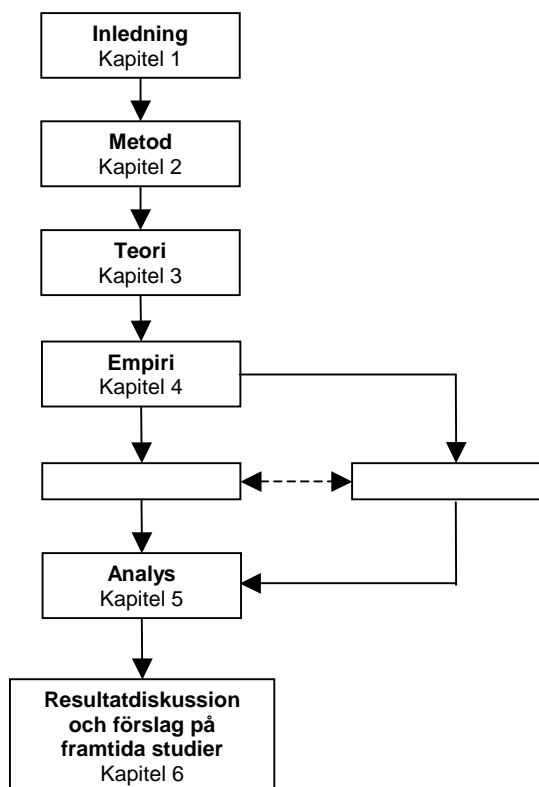 Inledning
Kapitel 1
Metod
Kapitel 2
Teori
Kapitel 3
Empiri
Kapitel 4
Analys
Kapitel 5
Resultatdiskussion
och förslag på
framtida studier
Kapitel 6